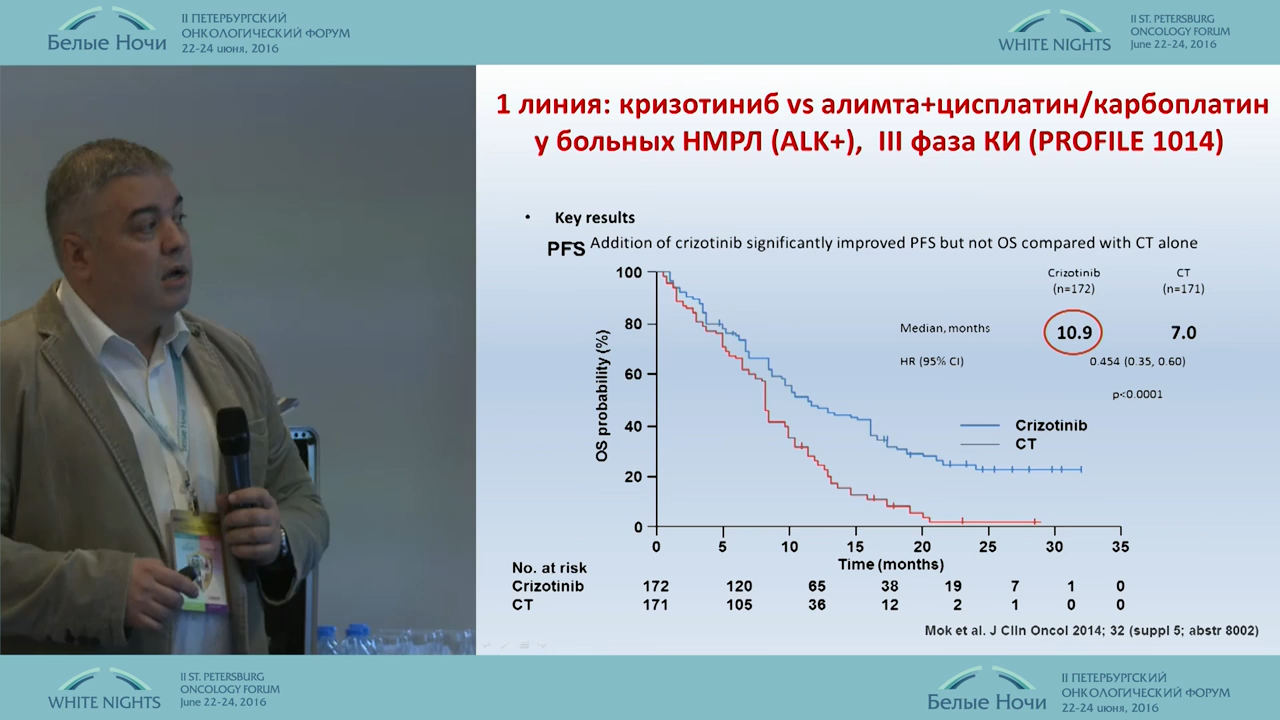 Белые Ночи
II ПЕТЕРБУРГСКИЙ
ОНКОЛОГИЧЕСКИЙ ФОРУМ
22-24 июня, 2016
WHITE NIGHTS
II ST. PETERSBURG
ONCOLOGY FORUM
June 22-24, 2016
1 линия: кризотиниб vs алимта+цисплатин/карбоплатин
у больных НМРЛ (ALK+), III фаза КИ (PROFILE 1014)
• Key results
PFS Addition of crizotinib significantly improved PFS but not OS compared with CT alone
Crizotinib CT
(n=172) (n=171)
Median, months 10.9 7.0
HR (95% CI) 0.454 (0.35, 0.60)
p<0.0001
Crizotinib
CT
OS probability (%)
100
80
60
40
20
0
0 5 10 15 20 25 30 35
Time (months)
No. at risk
Crizotinib 172 120 65 38 19 7 1 0
CT 171 105 36 12 2 1 0 0
Mok et al. J Clin Oncol 2014; 32 (suppl 5; abstr 8002)
WHITE NIGHTS
II ST. PETERSBURG
ONCOLOGY FORUM
June 22-24, 2016
Белые Ночи
II ПЕТЕРБУРГСКИЙ
ОНКОЛОГИЧЕСКИЙ ФОРУМ
22-24 июня, 2016